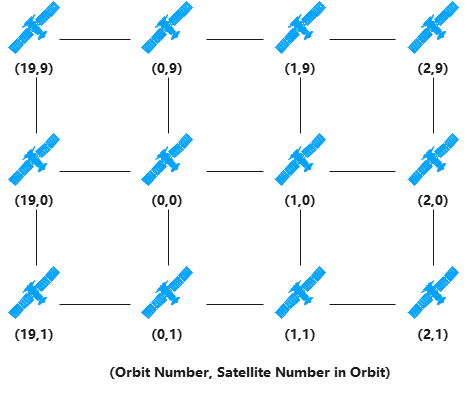 (19,9) (0,9) (1,9) (2,9)
(19,0) (0,0) (1,0) (2,0)
(19,1) (0,1) (1,1) (2,1)
(Orbit Number, Satellite Number in Orbit)